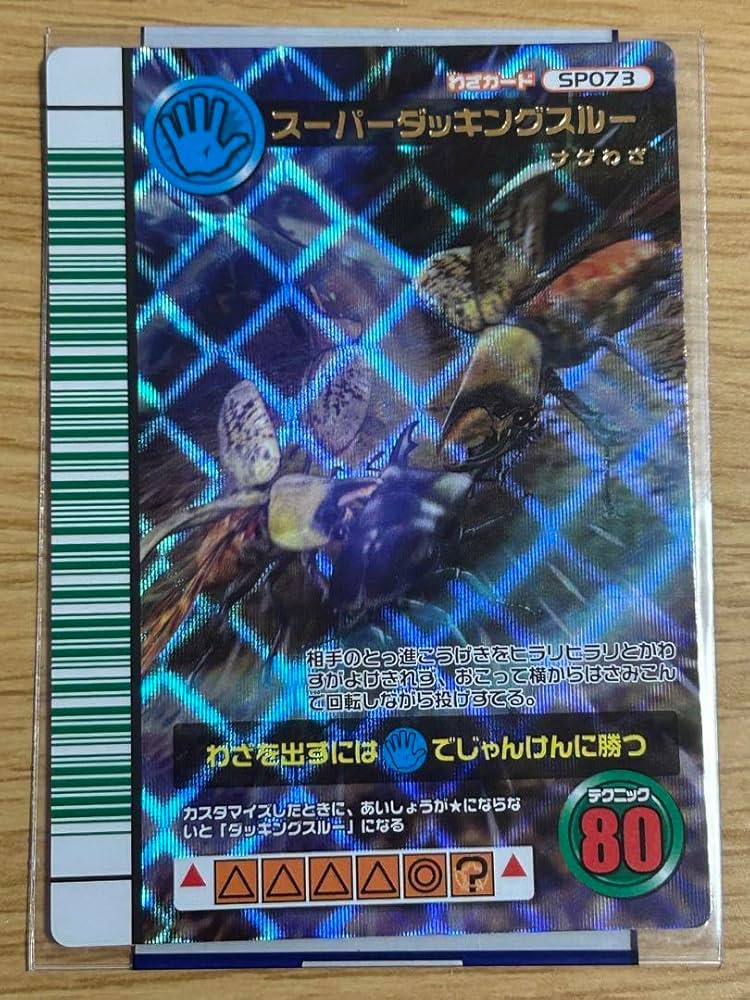 わざカード SP073
スーパーダッキングスルー
ナゲわざ
相手のとっ進こうげきをヒラリヒラリとかわ
すがよけきれず、おこって横からはさみこん
で回転しながら投げすてる。
わざを出すには でじゃんけんに勝つ
カスタマイズしたときに、あいしょうが★にならな
いと「ダッキングスルー」になる
テクニック
80
▲ △ △ △ △ ◎ ? ▲